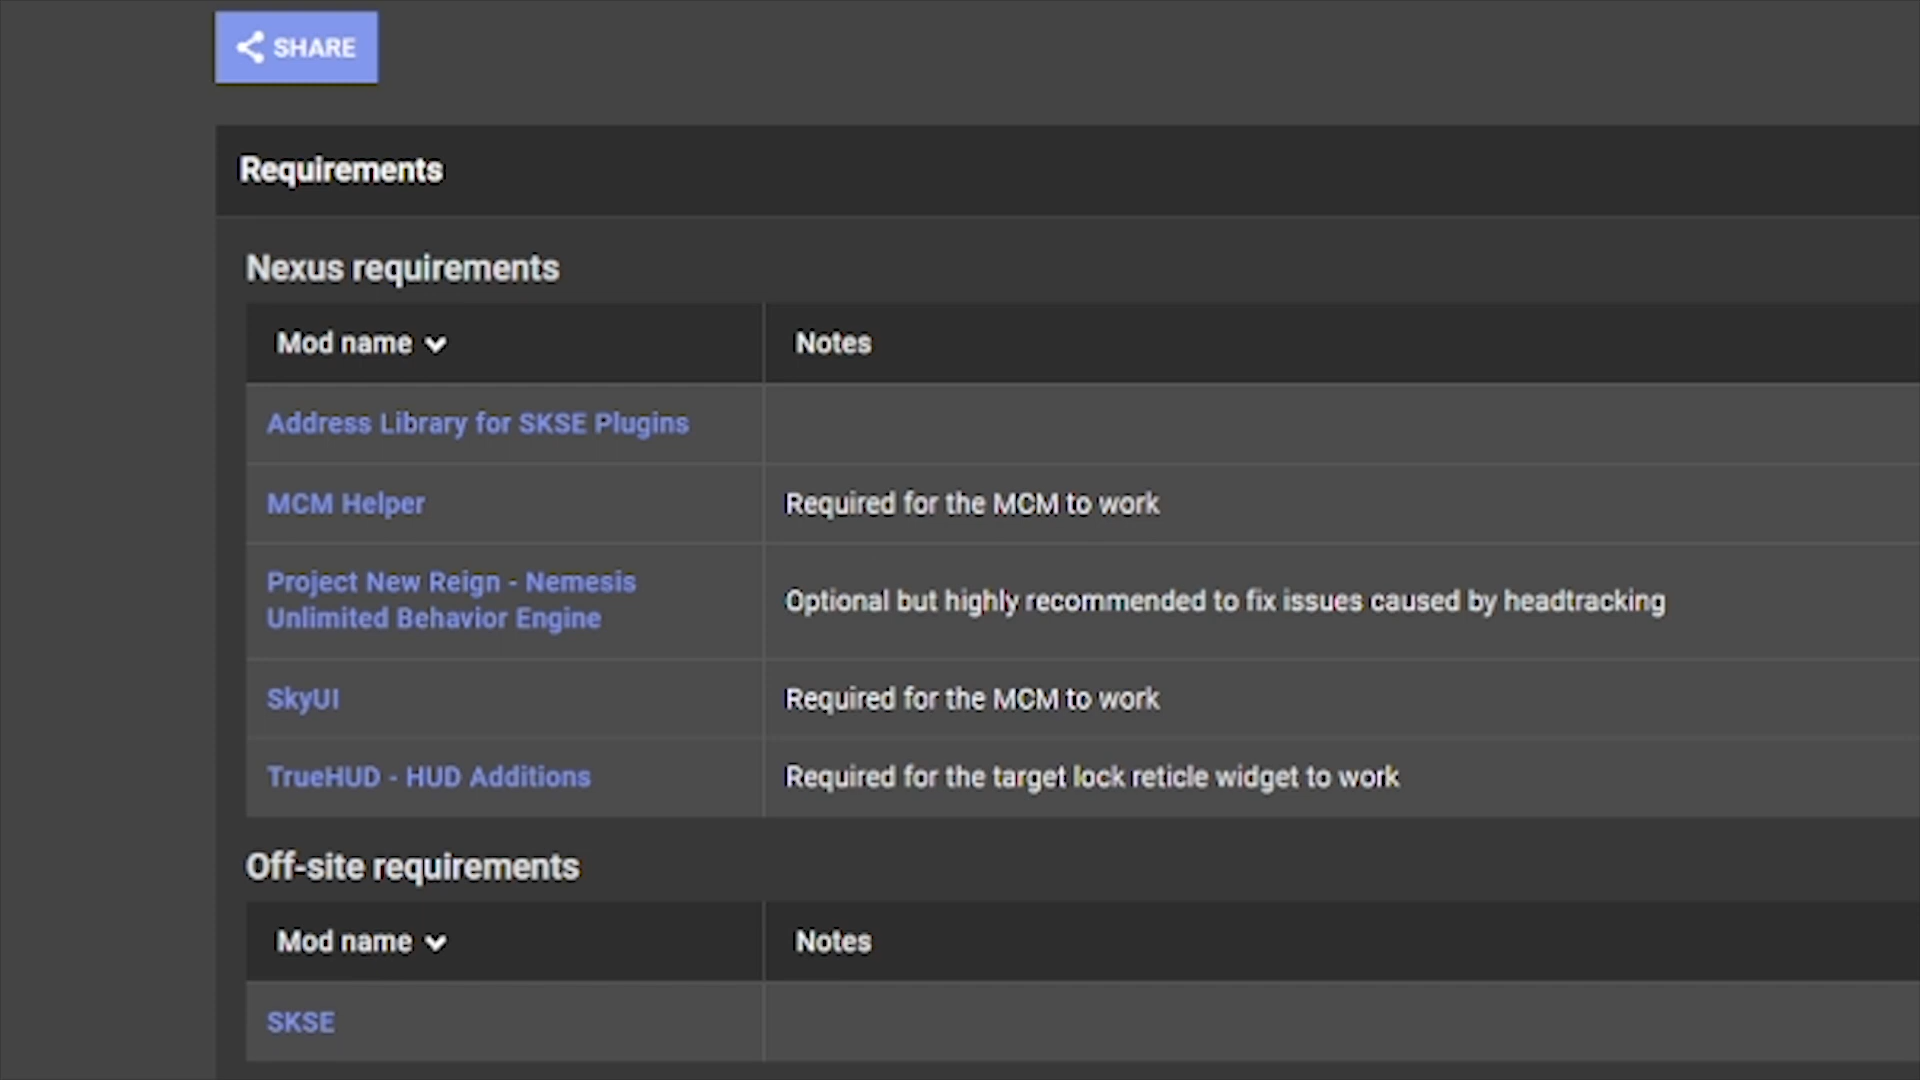 SHARE
Requirements
Nexus requirements
Mod name Notes
Address Library for SKSE Plugins
MCM Helper Required for the MCM to work
Project New Reign - Nemesis
Unlimited Behavior Engine
Optional but highly recommended to fix issues caused by headtracking
SkyUI Required for the MCM to work
TrueHUD - HUD Additions Required for the target lock reticle widget to work
Off-site requirements
Mod name Notes
SKSE